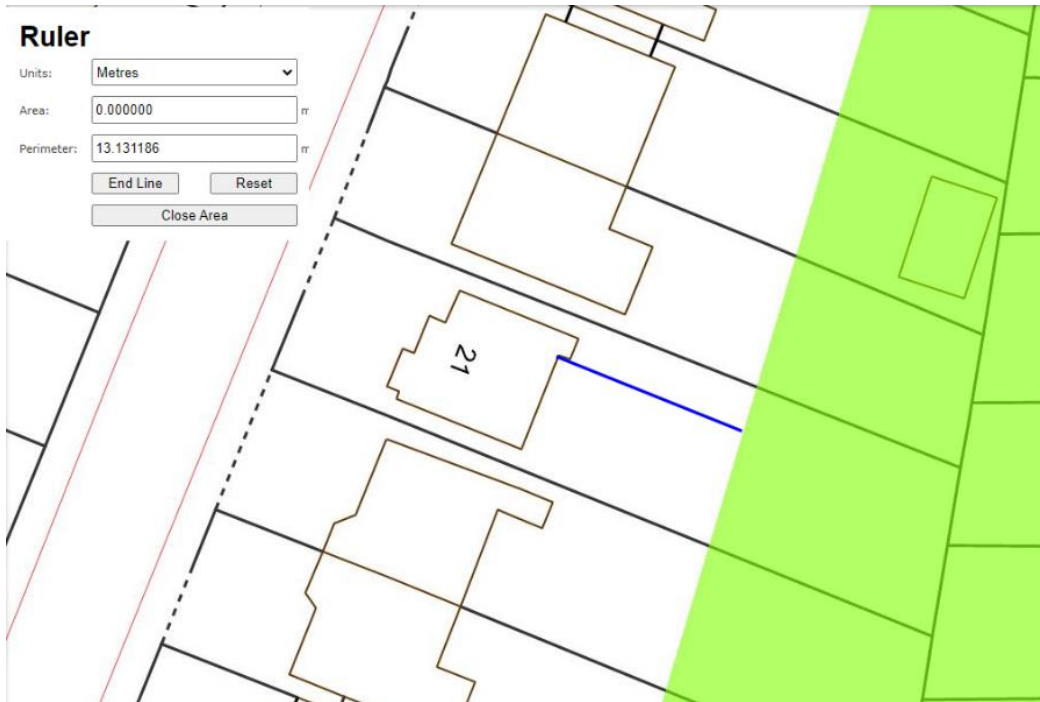 Ruler
Units: Metres
Area: 0.000000 m
Perimeter: 13.131186 m
End Line Reset
Close Area
21